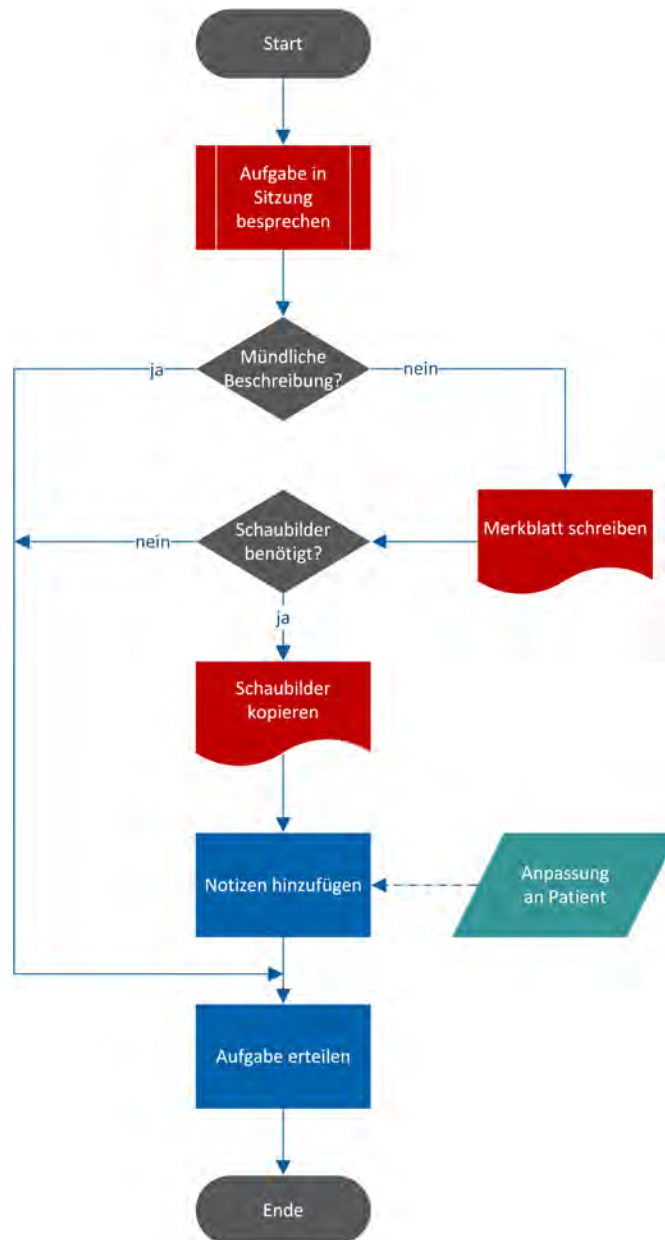 Start
Aufgabe in
Sitzung
besprechen
Mündliche
Beschreibung?
ja
nein
Schaubilder
benötigt?
nein
Merkblatt schreiben
ja
Schaubilder
kopieren
Notizen hinzufügen
Anpassung
an Patient
Aufgabe erteilen
Ende